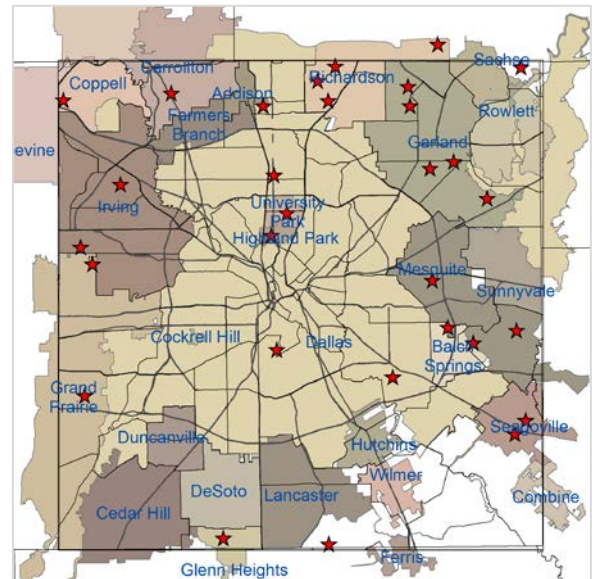 Sachse
Carrollton
Coppell
Richardson
Addison
Rowlett
Farmers
Branch
evine
Garland
Irving
University
Park
Highland Park
Mesquite
Sunnyvale
Cockrell Hill
Dallas
Balch
Springs
Grand
Prairie
Seagoville
Duncanville
Hutchins
Wilmer
DeSoto
Lancaster
Combine
Cedar Hill
Ferris
Glenn Heights